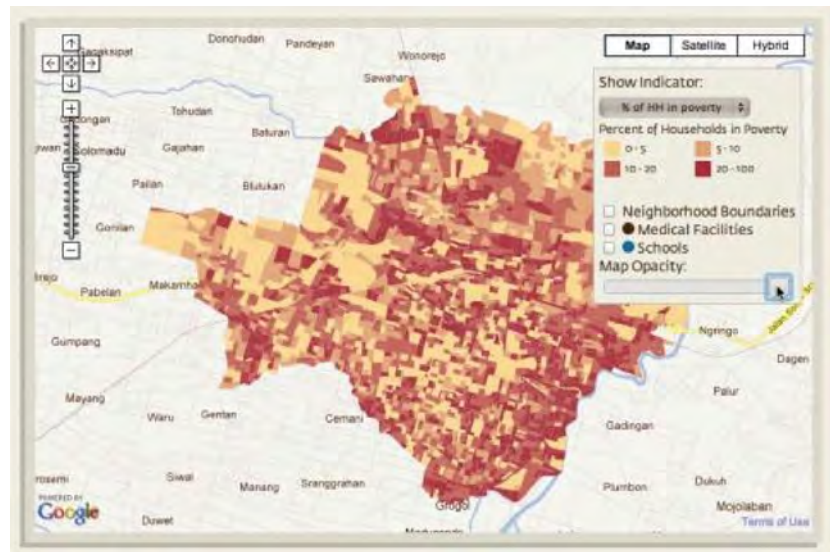 Donohudan
Pandeyan
Wonorejo
Sawahan
Tohudan
Baturan
Solomadu
Gajahan
Pailan
Blulukan
Gonilan
Pabelan
Makamha
Gumpang
Mayang
Waru
Gentan
Cemani
Siwal
Manang
Sranggrahan
Grogol
Duwet
Ngringo
Dagen
Palur
Gadingan
Plumbon
Dukuh
Mojolaban
Map Satellite Hybrid
Show Indicator:
% of HH in poverty
Percent of Households in Poverty
0 - 5 5 - 10
10 - 20 20 - 100
Neighborhood Boundaries
Medical Facilities
Schools
Map Opacity:
POWERED BY
Google
Terms of Use